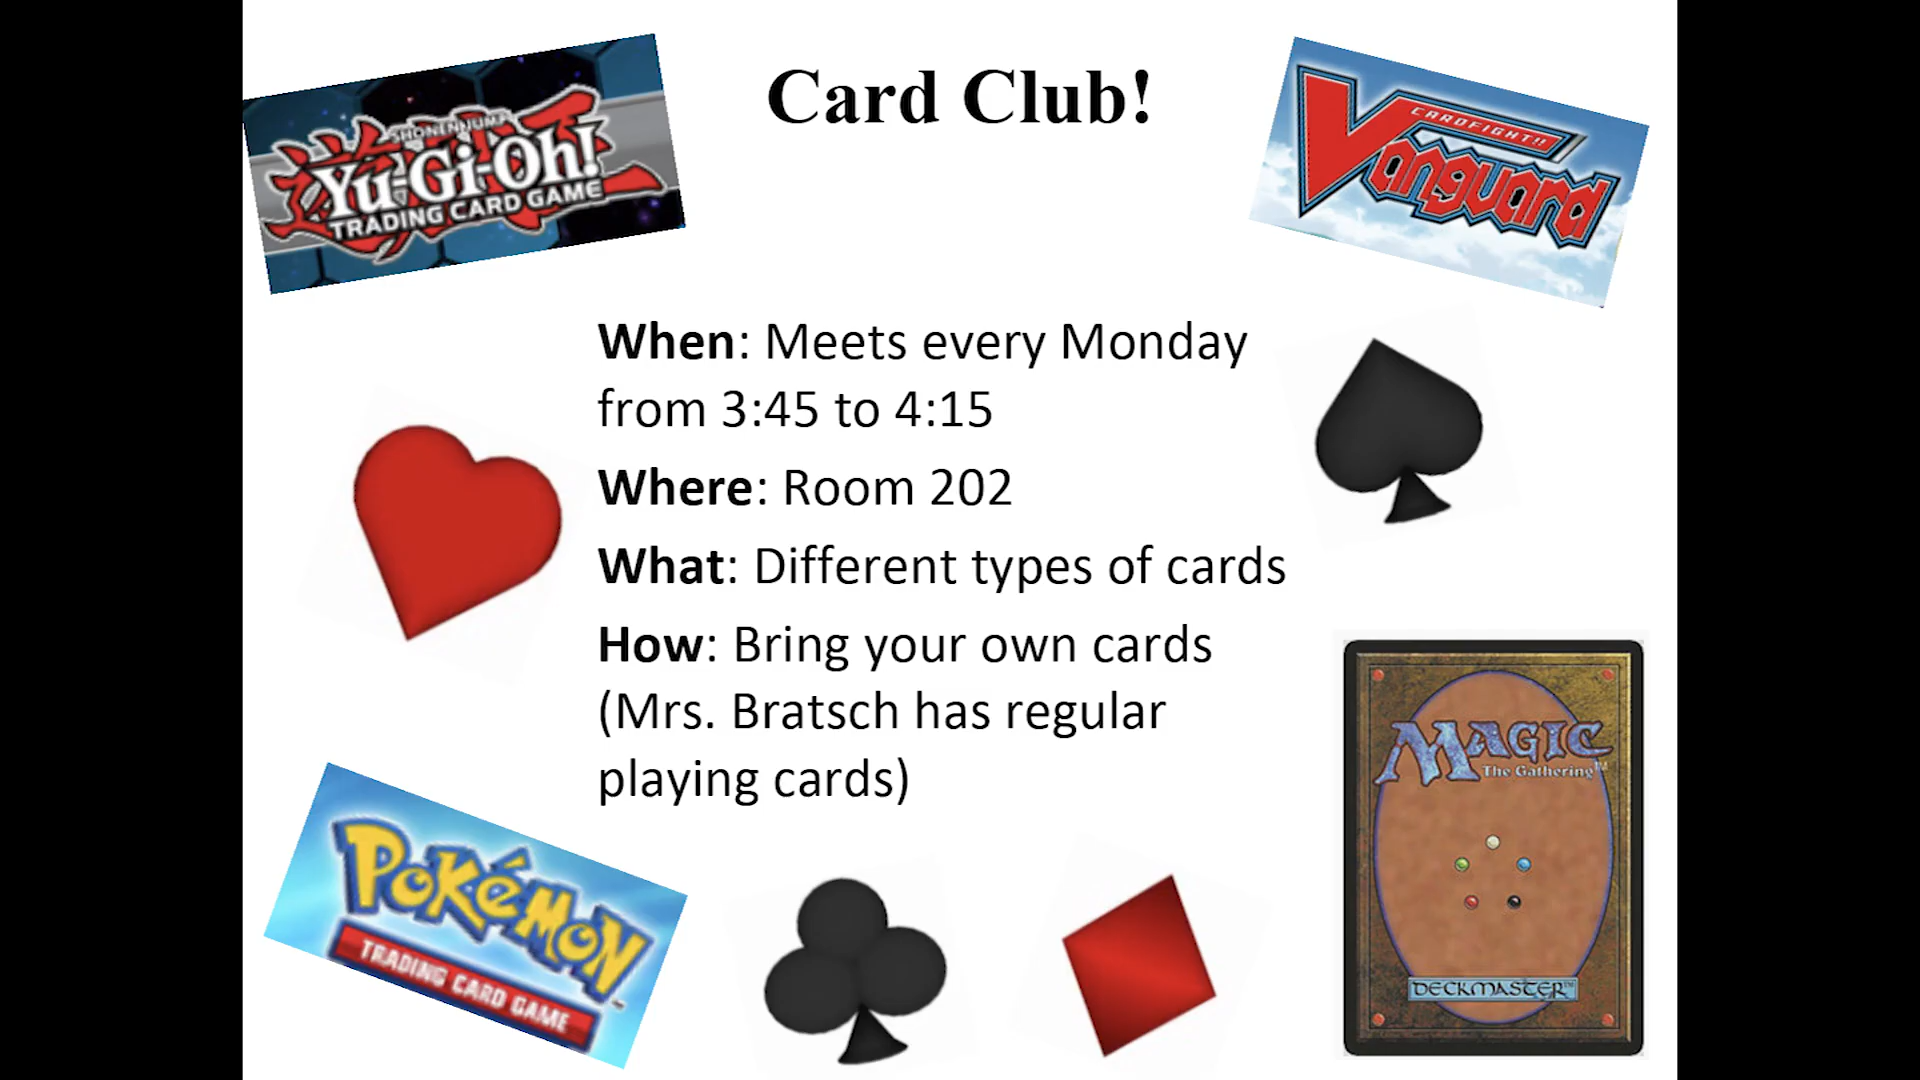 Card Club!
SHONEN JUMP
Yu-Gi-Oh!
TRADING CARD GAME
CARDFIGHT!!
Vanguard
When: Meets every Monday
from 3:45 to 4:15
Where: Room 202
What: Different types of cards
How: Bring your own cards
(Mrs. Bratsch has regular
playing cards)
POKéMON
TRADING CARD GAME
MAGIC
The Gathering™
DECKMASTER™